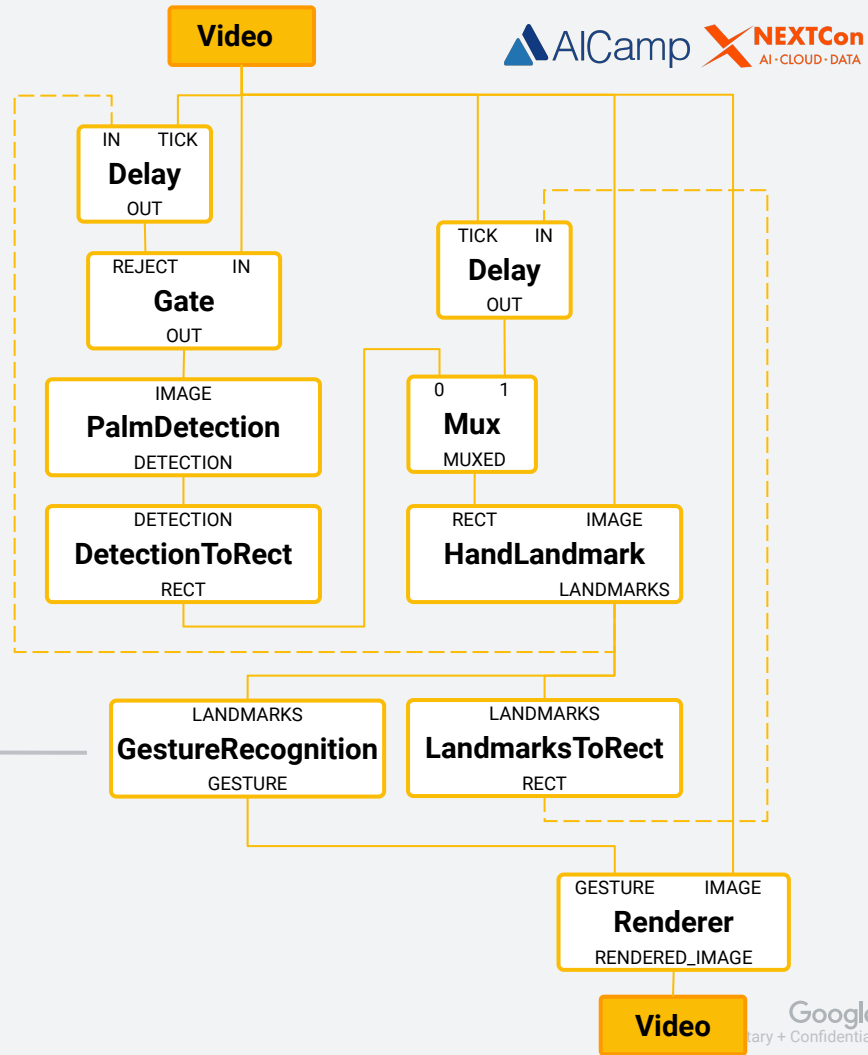 Video
AICamp
NEXTCon
AI·CLOUD·DATA
IN TICK
Delay
OUT
TICK IN
Delay
OUT
REJECT IN
Gate
OUT
IMAGE
PalmDetection
DETECTION
0 1
Mux
MUXED
DETECTION
DetectionToRect
RECT
RECT IMAGE
HandLandmark
LANDMARKS
LANDMARKS
GestureRecognition
GESTURE
LANDMARKS
LandmarksToRect
RECT
GESTURE IMAGE
Renderer
RENDERED_IMAGE
Video